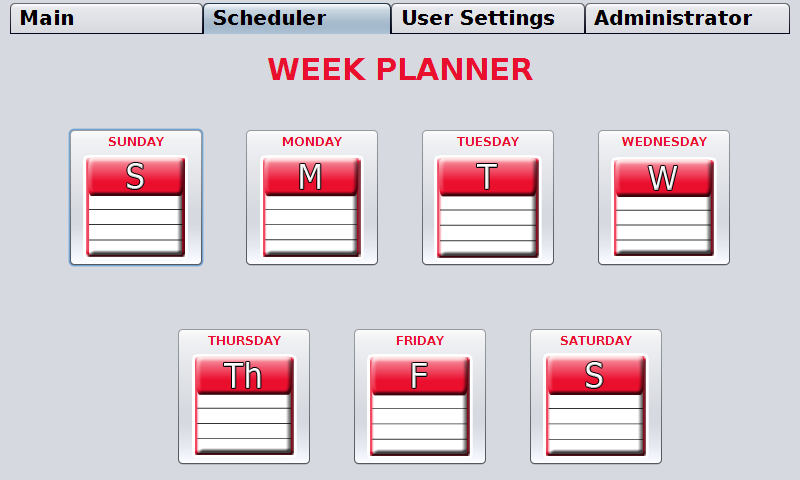 Main Scheduler User Settings Administrator
WEEK PLANNER
SUNDAY MONDAY TUESDAY WEDNESDAY
S M T W
THURSDAY FRIDAY SATURDAY
Th F S